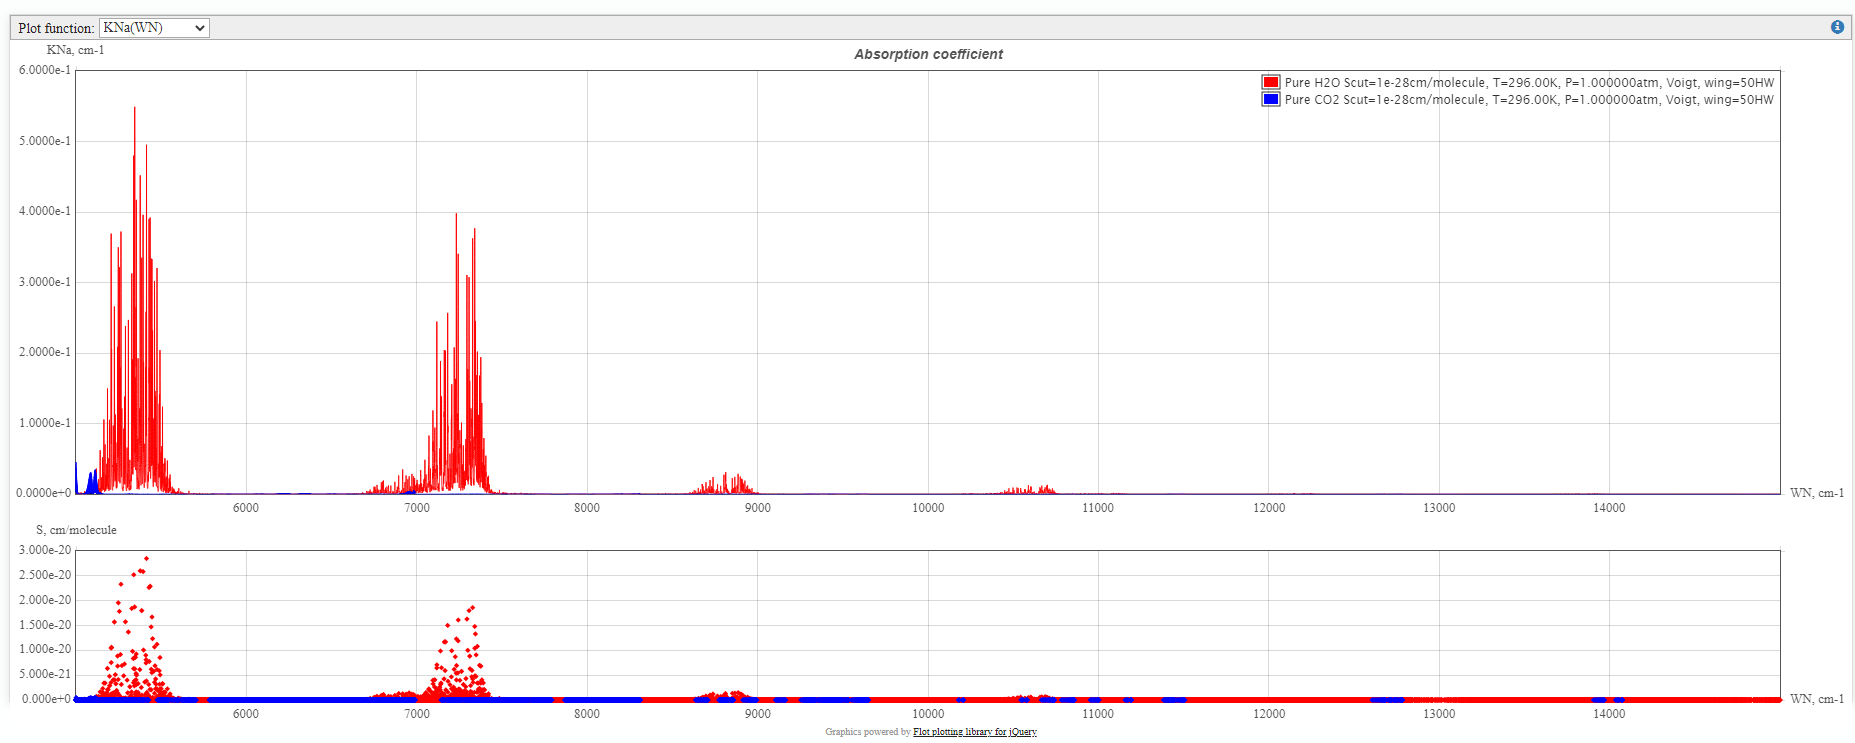 Plot function: KNa(WN)
KNa, cm-1
Absorption coefficient
6.0000e-1
5.0000e-1
4.0000e-1
3.0000e-1
2.0000e-1
1.0000e-1
0.0000e+0
Pure H2O Scut=1e-28cm/molecule, T=296.00K, P=1.000000atm, Voigt, wing=50HW
Pure CO2 Scut=1e-28cm/molecule, T=296.00K, P=1.000000atm, Voigt, wing=50HW
WN, cm-1
6000 7000 8000 9000 10000 11000 12000 13000 14000
S, cm/molecule
3.000e-20
2.500e-20
2.000e-20
1.500e-20
1.000e-20
5.000e-21
0.000e+0
WN, cm-1
6000 7000 8000 9000 10000 11000 12000 13000 14000
Graphics powered by Flot plotting library for jQuery